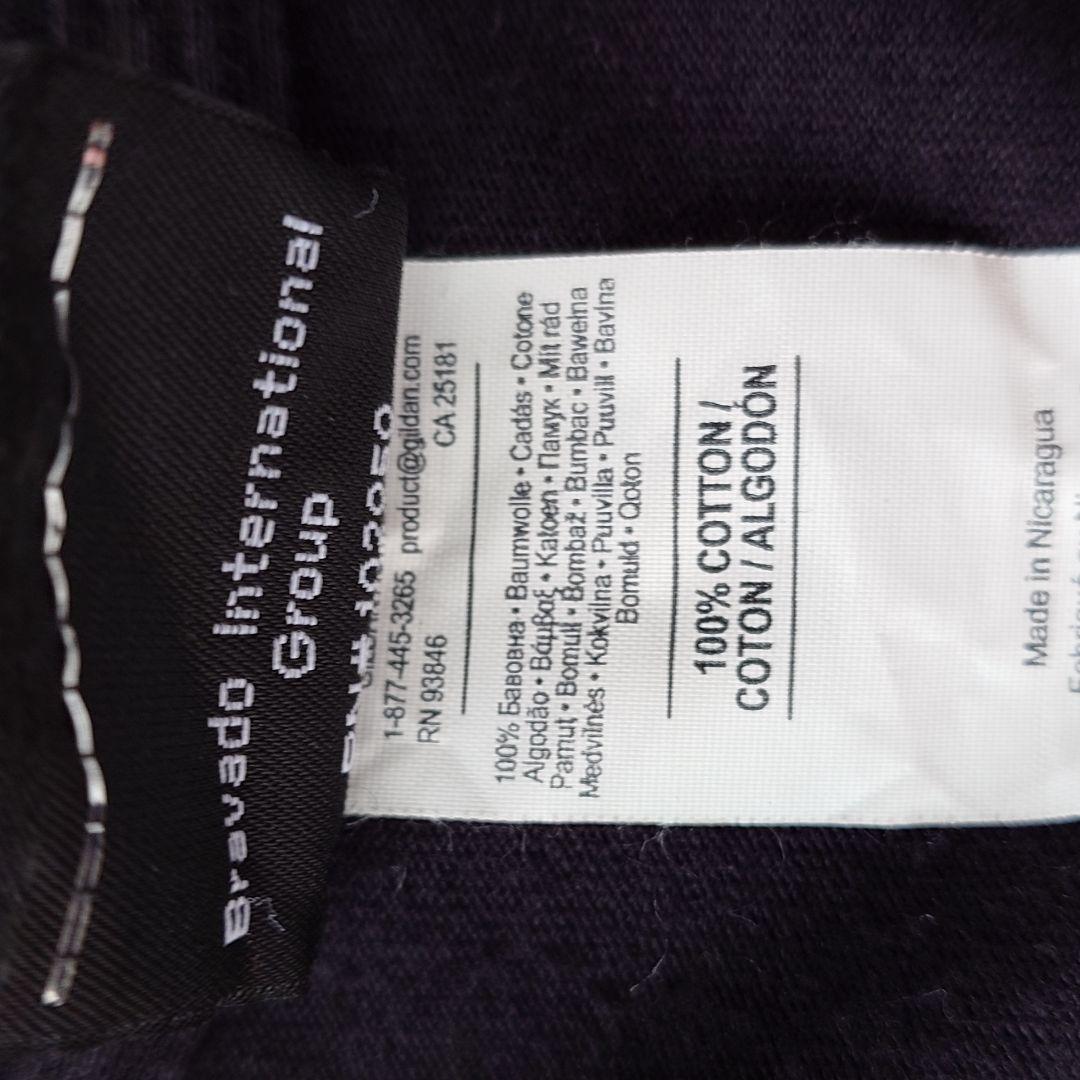 Bravado International
Group
1-877-445-3265 product@gildan.com
RN 93846 CA 25181
100% Бавовна • Baumwolle • Cadás • Cotone
Algodão • Βάμβαξ • Katoen • Памук • Mit rád
Pamut • Bomull • Bombaž • Bumbac • Bawełna
Medvilnės • Kokvilna • Puuvilla • Puuvill • Bavlna
Bomuld • Qoton
100% COTTON /
COTON / ALGODÓN
Made in Nicaragua